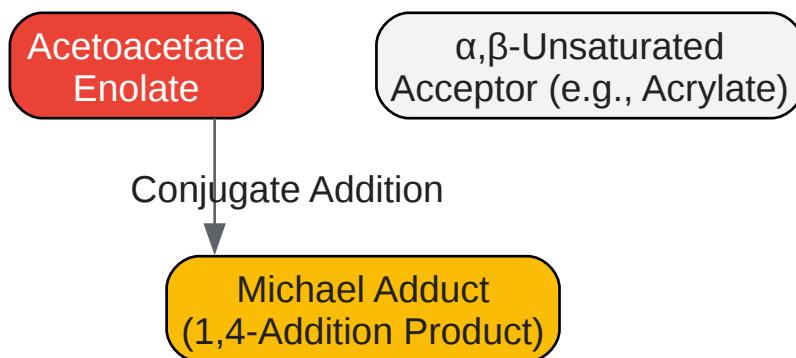 Acetoacetate
Enolate
α,β-Unsaturated
Acceptor (e.g., Acrylate)
Conjugate Addition
Michael Adduct
(1,4-Addition Product)